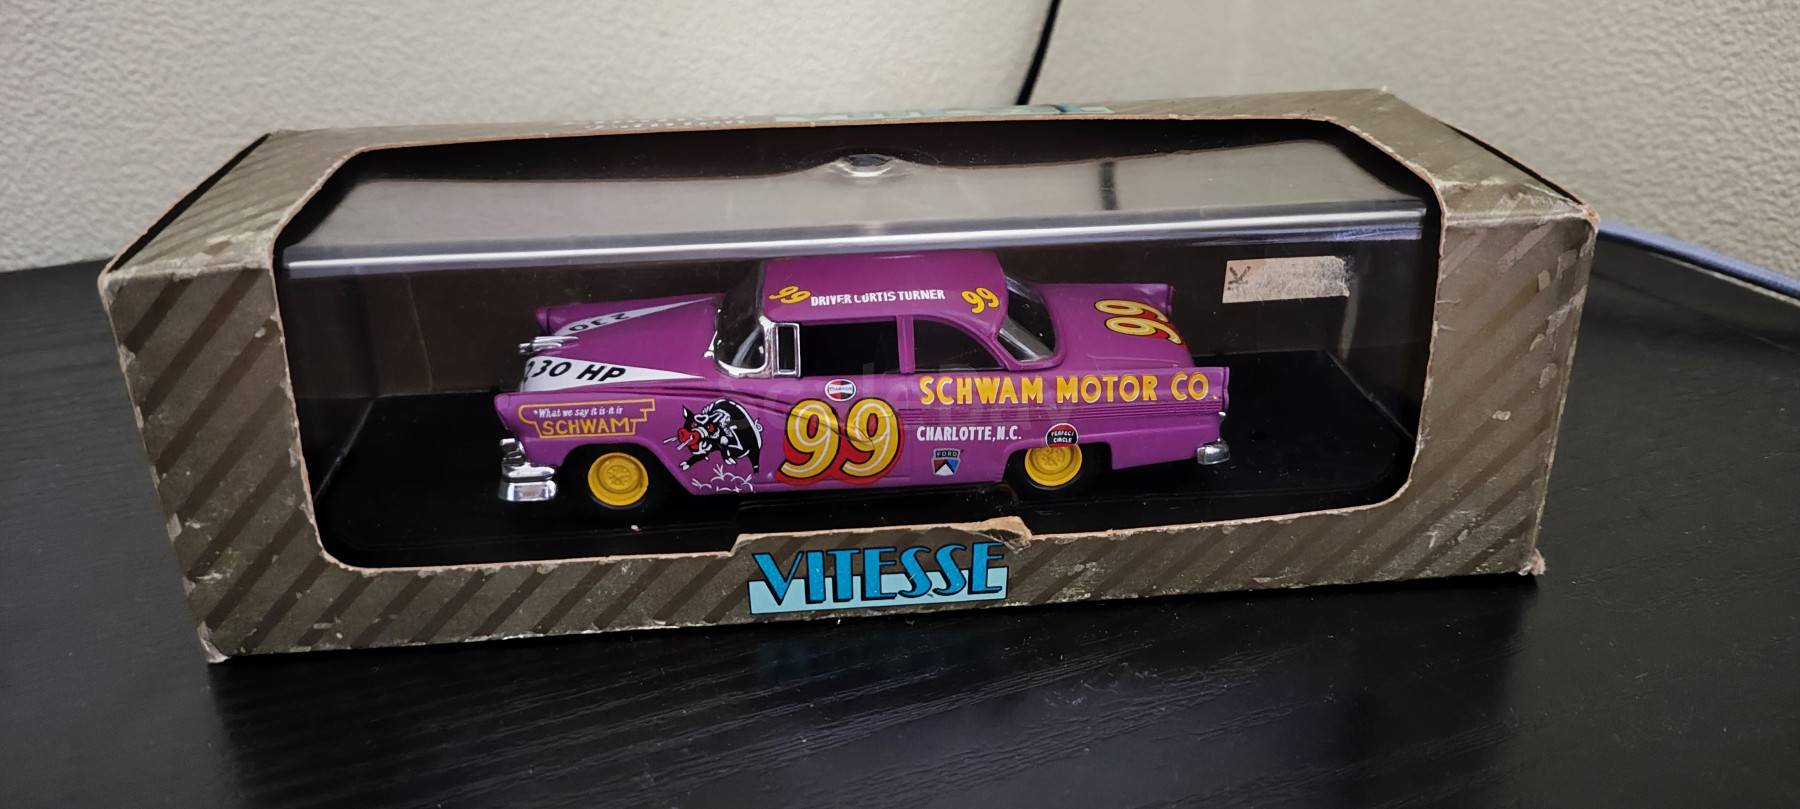 99 DRIVER CURTIS TURNER 99
99
230
230 HP
"What we say it is-it is
SCHWAM
99
SCHWAM MOTOR CO.
CHARLOTTE, N.C.
PERFECT
CIRCLE
FORD
K
VITESSE